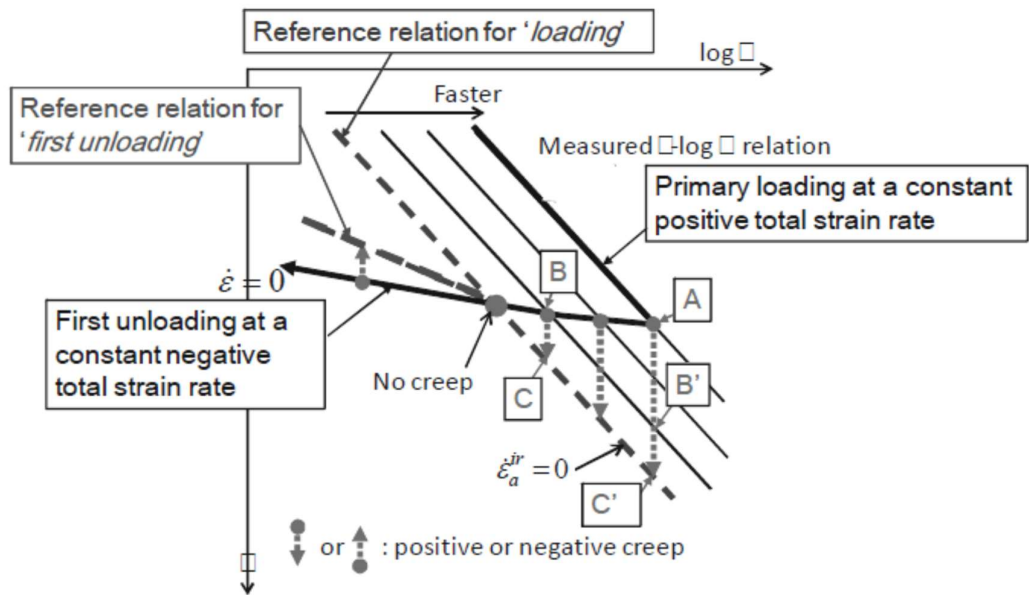 Reference relation for ‘loading’
log □
Reference relation for
‘first unloading’
Faster
Measured □-log □ relation
Primary loading at a constant
positive total strain rate
B
A
ε̇ = 0
First unloading at a
constant negative
total strain rate
No creep
C
B’
ε̇ₐⁱʳ = 0
C’
□
or : positive or negative creep